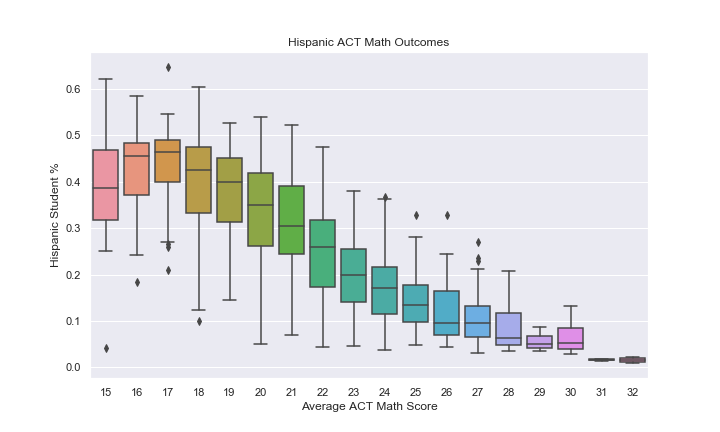 Hispanic ACT Math Outcomes
Hispanic Student %
0.6
0.5
0.4
0.3
0.2
0.1
0.0
15 16 17 18 19 20 21 22 23 24 25 26 27 28 29 30 31 32
Average ACT Math Score